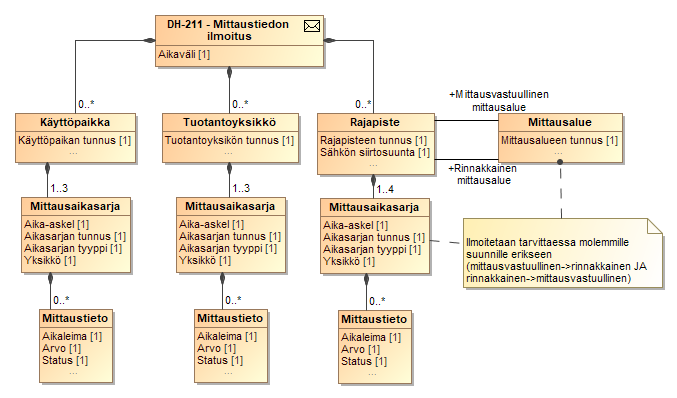 DH-211 - Mittaustiedon
ilmoitus
Aikaväli [1]
0..*
0..*
0..*
Käyttöpaikka
Käyttöpaikan tunnus [1]
...
Tuotantoyksikkö
Tuotantoyksikön tunnus [1]
...
Rajapiste
Rajapisteen tunnus [1]
Sähkön siirtosuunta [1]
...
+Mittausvastuullinen
mittausalue
+Rinnakkainen
mittausalue
Mittausalue
Mittausalueen tunnus [1]
...
1..3
1..3
1..4
Mittausaikasarja
Aika-askel [1]
Aikasarjan tunnus [1]
Aikasarjan tyyppi [1]
Yksikkö [1]
Mittausaikasarja
Aika-askel [1]
Aikasarjan tunnus [1]
Aikasarjan tyyppi [1]
Yksikkö [1]
Mittausaikasarja
Aika-askel [1]
Aikasarjan tunnus [1]
Aikasarjan tyyppi [1]
Yksikkö [1]
Ilmoitetaan tarvittaessa molemmille
suunnille erikseen
(mittausvastuullinen->rinnakkainen JA
rinnakkainen->mittausvastuullinen)
0..*
0..*
0..*
Mittaustieto
Aikaleima [1]
Arvo [1]
Status [1]
...
Mittaustieto
Aikaleima [1]
Arvo [1]
Status [1]
...
Mittaustieto
Aikaleima [1]
Arvo [1]
Status [1]
...